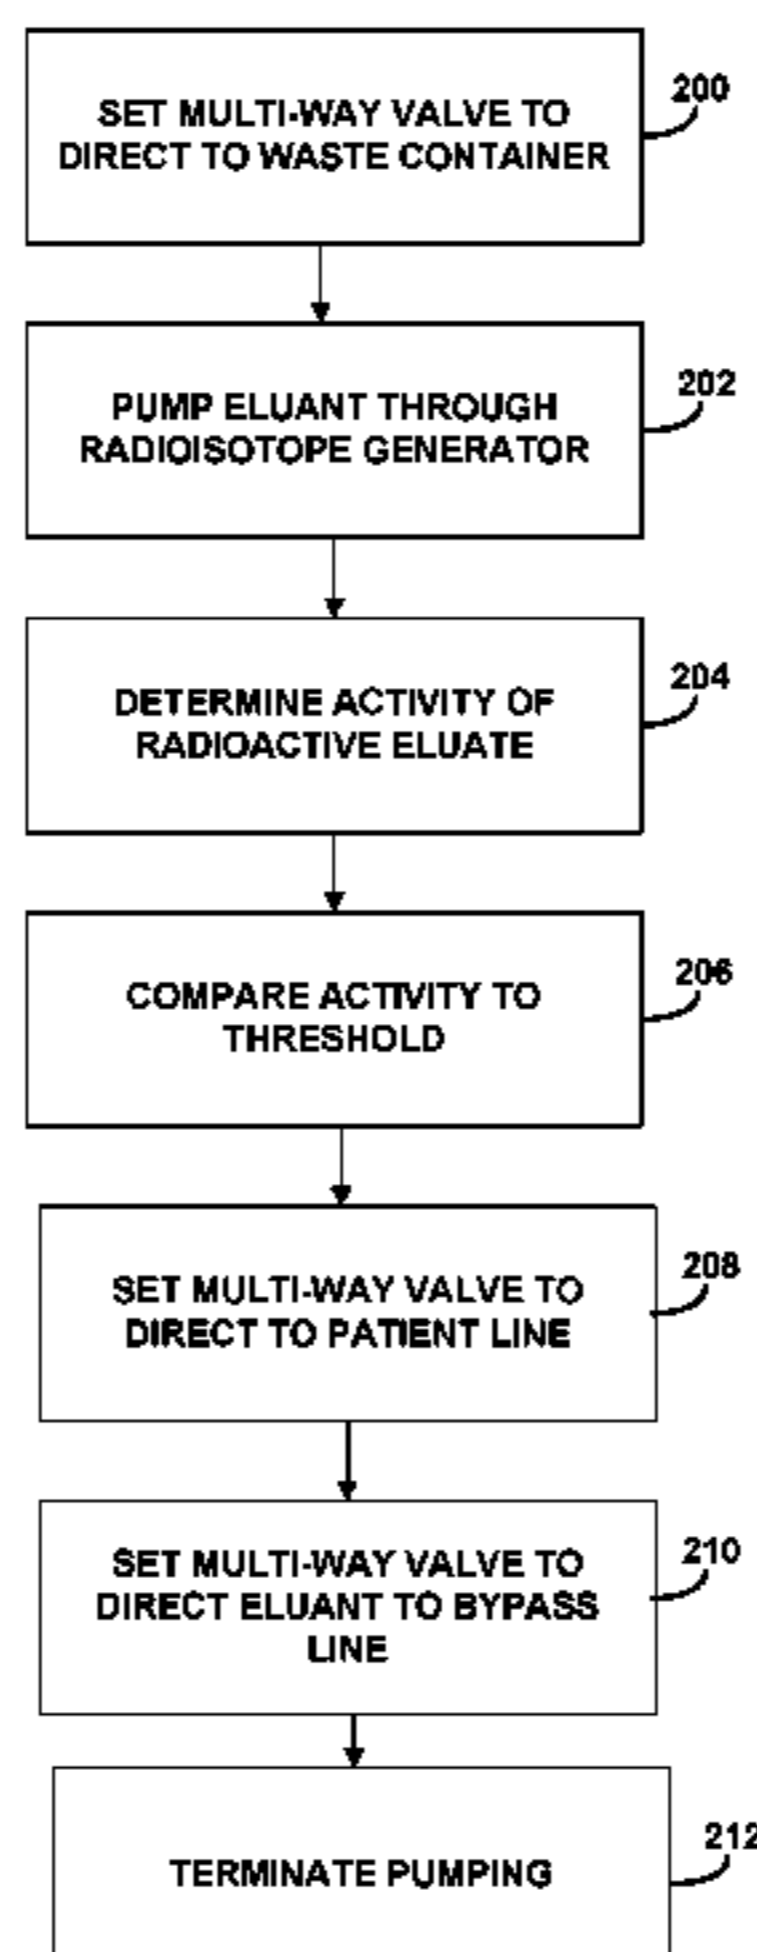 SET MULTI-WAY VALVE TO
DIRECT TO WASTE CONTAINER
200
PUMP ELUANT THROUGH
RADIOISOTOPE GENERATOR
202
DETERMINE ACTIVITY OF
RADIOACTIVE ELUATE
204
COMPARE ACTIVITY TO
THRESHOLD
206
SET MULTI-WAY VALVE TO
DIRECT TO PATIENT LINE
208
SET MULTI-WAY VALVE TO
DIRECT ELUANT TO BYPASS
LINE
210
TERMINATE PUMPING
212